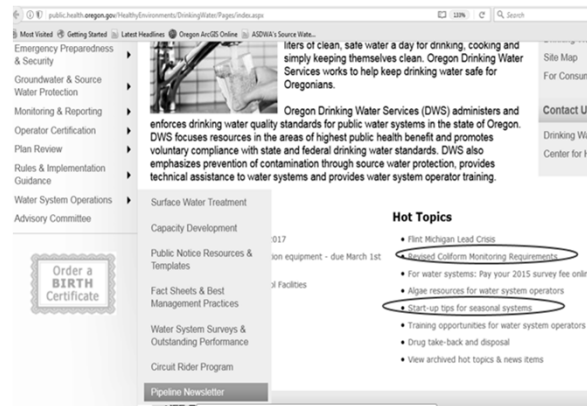 public.health.oregon.gov/HealthyEnvironments/DrinkingWater/Pages/index.aspx
133%
Search
Most Visited Getting Started Latest Headlines Oregon ArcGIS Online ASDWA's Source Wate...
Emergency Preparedness
& Security
Groundwater & Source
Water Protection
Monitoring & Reporting
Operator Certification
Plan Review
Rules & Implementation
Guidance
Water System Operations
Advisory Committee
Order a
BIRTH
Certificate
liters of clean, safe water a day for drinking, cooking and
simply keeping themselves clean. Oregon Drinking Water
Services works to help keep drinking water safe for
Oregonians.
Oregon Drinking Water Services (DWS) administers and
enforces drinking water quality standards for public water systems in the state of Oregon.
DWS focuses resources in the areas of highest public health benefit and promotes
voluntary compliance with state and federal drinking water standards. DWS also
emphasizes prevention of contamination through source water protection, provides
technical assistance to water systems and provides water system operator training.
Site Map
For Consum
Contact U
Drinking Wa
Center for H
Surface Water Treatment
Capacity Development
Public Notice Resources &
Templates
Fact Sheets & Best
Management Practices
Water System Surveys &
Outstanding Performance
Circuit Rider Program
Pipeline Newsletter
2017
ion equipment - due March 1st
ol Facilities
Hot Topics
• Flint Michigan Lead Crisis
• Revised Coliform Monitoring Requirements
• For water systems: Pay your 2015 survey fee onlin
• Algae resources for water system operators
• Start-up tips for seasonal systems
• Training opportunities for water system operators
• Drug take-back and disposal
• View archived hot topics & news items